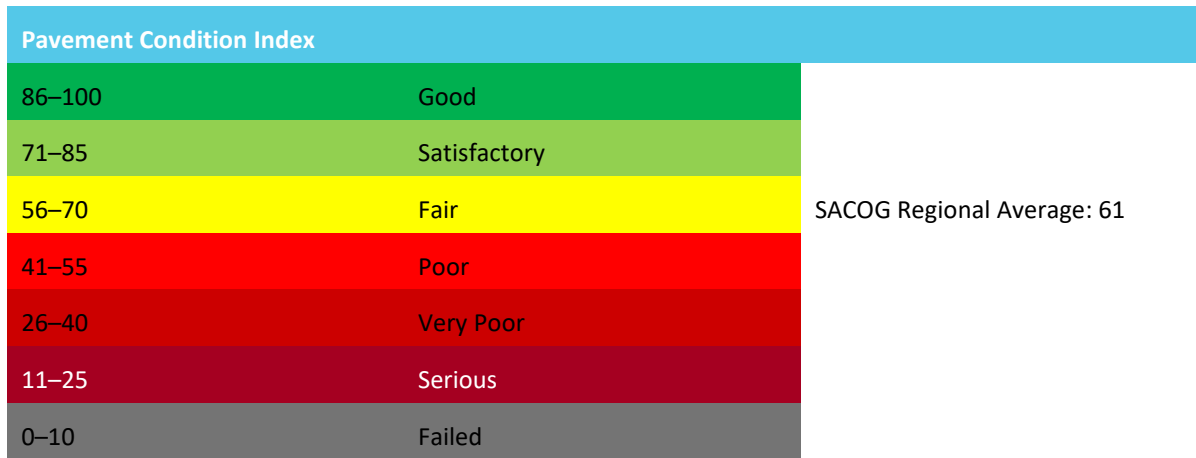 Pavement Condition Index
86–100 Good
71–85 Satisfactory
56–70 Fair SACOG Regional Average: 61
41–55 Poor
26–40 Very Poor
11–25 Serious
0–10 Failed